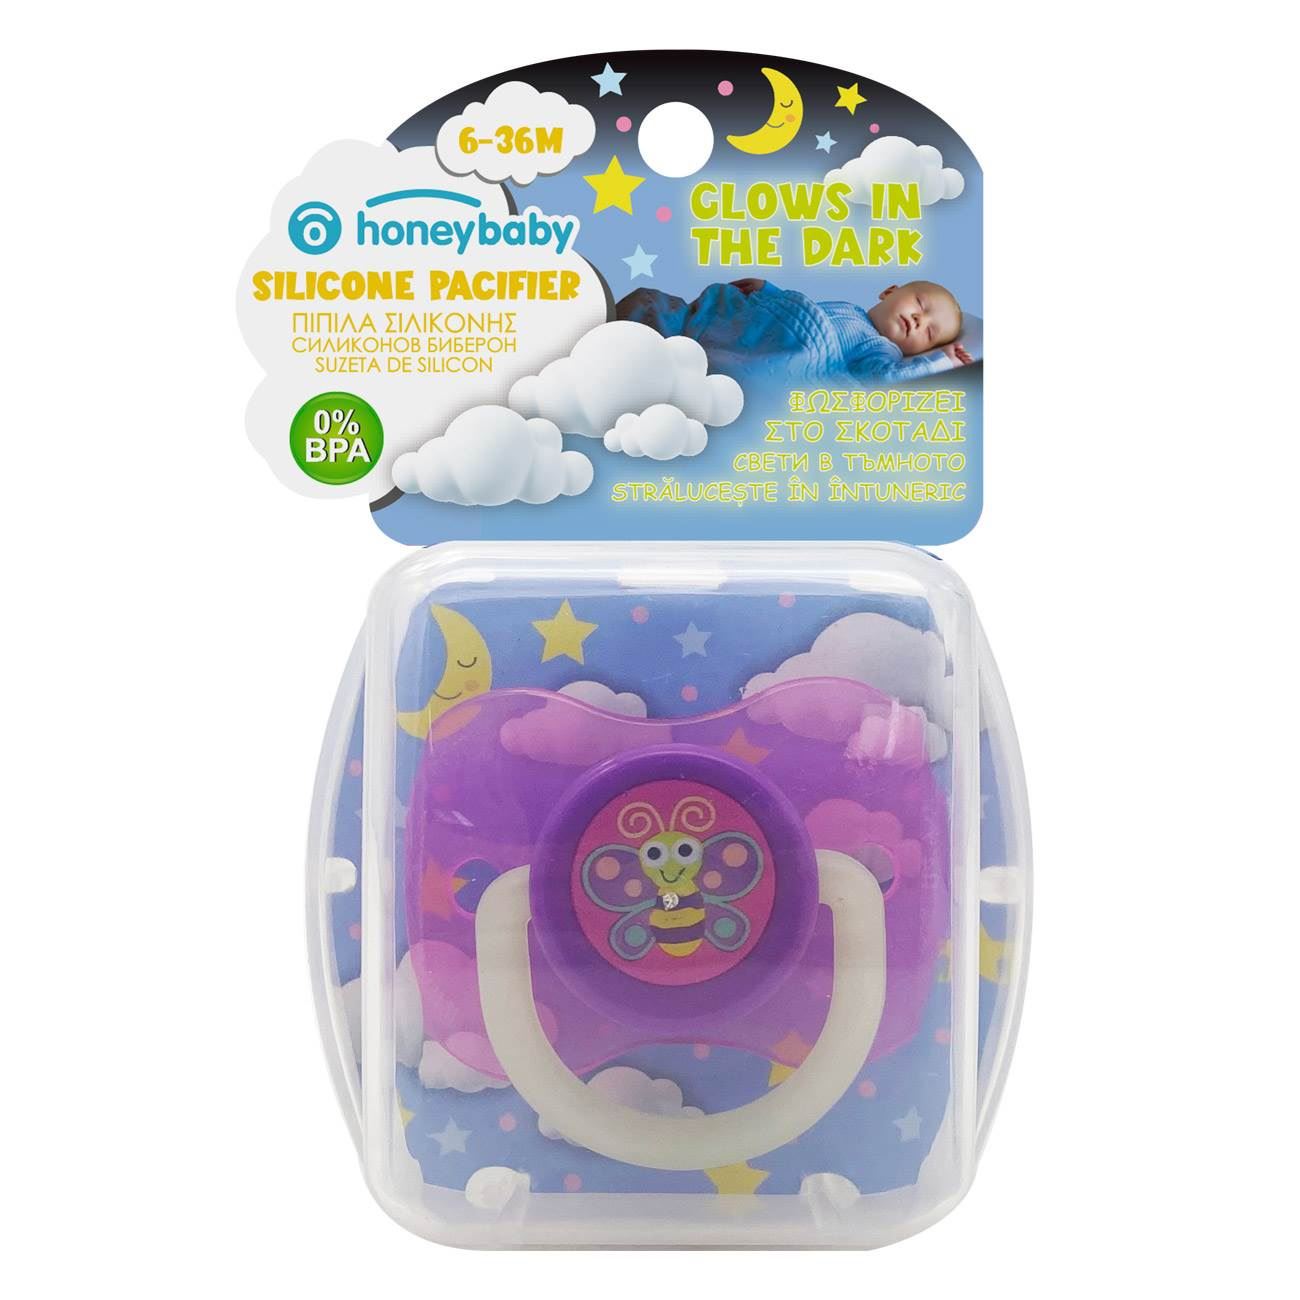 6-36M
honeybaby
SILICONE PACIFIER
ΠΙΠΙΛΑ ΣΙΛΙΚΟΝΗΣ
СИЛИКОНОВ БИБЕРОН
SUZETA DE SILICON
0%
BPA
GLOWS IN
THE DARK
ΦΩΣΦΟΡΙΖΕΙ
ΣΤΟ ΣΚΟΤΑΔΙ
СВЕТИ В ТЪМНОТО
STRĂLUCEȘTE ÎN ÎNTUNERIC